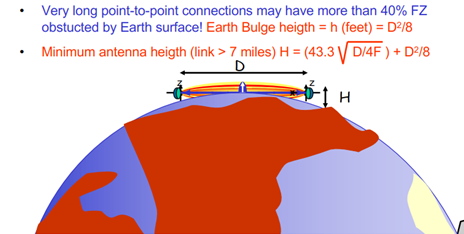 • Very long point-to-point connections may have more than 40% FZ
obstucted by Earth surface! Earth Bulge heigth = h (feet) = D²/8
• Minimum antenna heigth (link > 7 miles) H = (43.3√D/4F ) + D²/8
D
Z Z
H